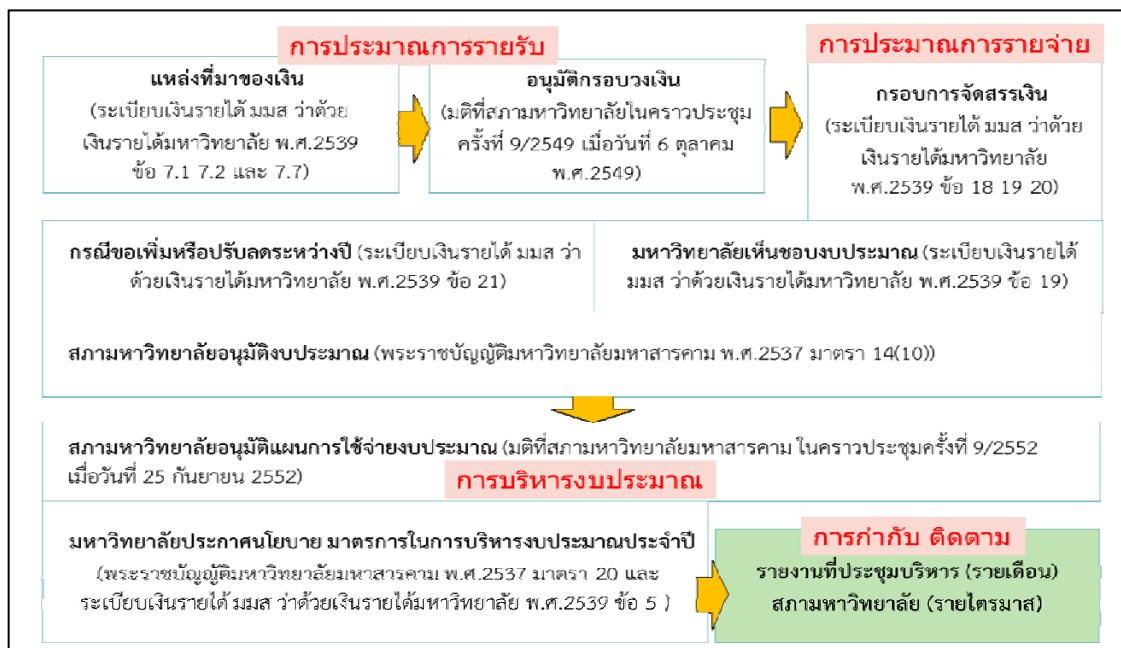 การประมาณการรายรับ
การประมาณการรายจ่าย
แหล่งที่มาของเงิน
(ระเบียบเงินรายได้ มมส ว่าด้วย
เงินรายได้มหาวิทยาลัย พ.ศ.2539
ข้อ 7.1 7.2 และ 7.7)
อนุมัติกรอบวงเงิน
(มติที่สภามหาวิทยาลัยในคราวประชุม
ครั้งที่ 9/2549 เมื่อวันที่ 6 ตุลาคม
พ.ศ.2549)
กรอบการจัดสรรเงิน
(ระเบียบเงินรายได้ มมส ว่าด้วย
เงินรายได้มหาวิทยาลัย
พ.ศ.2539 ข้อ 18 19 20)
กรณีขอเพิ่มหรือปรับลดระหว่างปี (ระเบียบเงินรายได้ มมส ว่า
ด้วยเงินรายได้มหาวิทยาลัย พ.ศ.2539 ข้อ 21)
มหาวิทยาลัยเห็นชอบงบประมาณ (ระเบียบเงินรายได้
มมส ว่าด้วยเงินรายได้มหาวิทยาลัย พ.ศ.2539 ข้อ 19)
สภามหาวิทยาลัยอนุมัติงบประมาณ (พระราชบัญญัติมหาวิทยาลัยมหาสารคาม พ.ศ.2537 มาตรา 14(10))
สภามหาวิทยาลัยอนุมัติแผนการใช้จ่ายงบประมาณ (มติที่สภามหาวิทยาลัยมหาสารคาม ในคราวประชุมครั้งที่ 9/2552
เมื่อวันที่ 25 กันยายน 2552)
การบริหารงบประมาณ
มหาวิทยาลัยประกาศนโยบาย มาตรการในการบริหารงบประมาณประจำปี
(พระราชบัญญัติมหาวิทยาลัยมหาสารคาม พ.ศ.2537 มาตรา 20 และ
ระเบียบเงินรายได้ มมส ว่าด้วยเงินรายได้มหาวิทยาลัย พ.ศ.2539 ข้อ 5 )
การกำกับ ติดตาม
รายงานที่ประชุมบริหาร (รายเดือน)
สภามหาวิทยาลัย (รายไตรมาส)